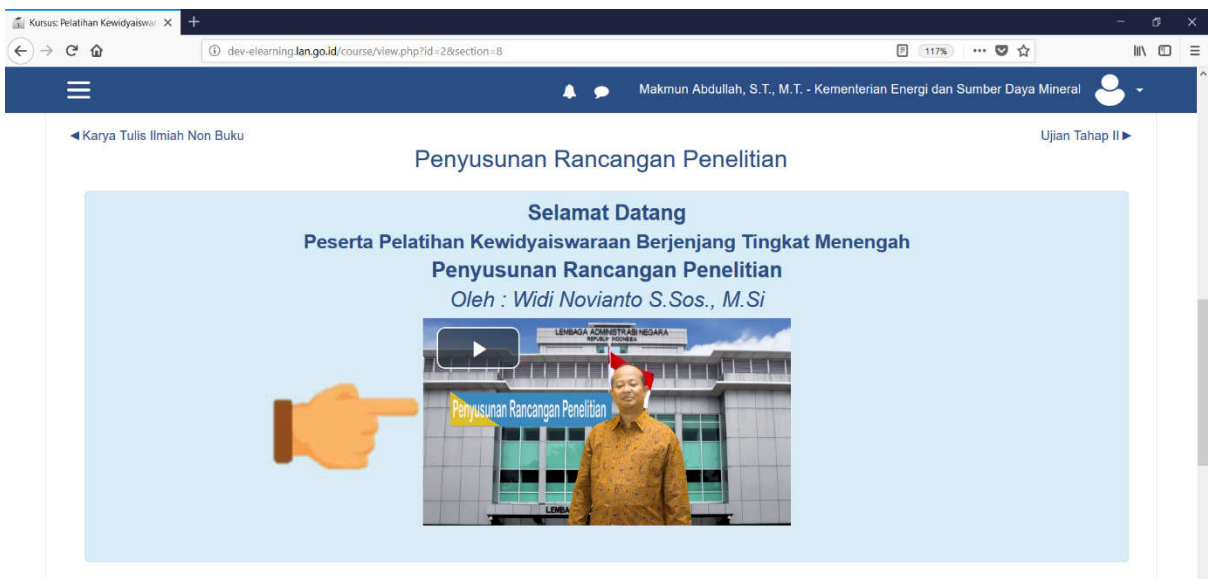 Kursus: Pelatihan Kewidyaiswar
dev-elearning.lan.go.id/course/view.php?id=2&section=8
117%
Makmun Abdullah, S.T., M.T. - Kementerian Energi dan Sumber Daya Mineral
◄Karya Tulis Ilmiah Non Buku
Ujian Tahap II►
Penyusunan Rancangan Penelitian
Selamat Datang
Peserta Pelatihan Kewidyaiswaraan Berjenjang Tingkat Menengah
Penyusunan Rancangan Penelitian
Oleh : Widi Novianto S.Sos., M.Si
LEMBAGA ADMINISTRASI NEGARA
REPUBLIK INDONESIA
Penyusunan Rancangan Penelitian